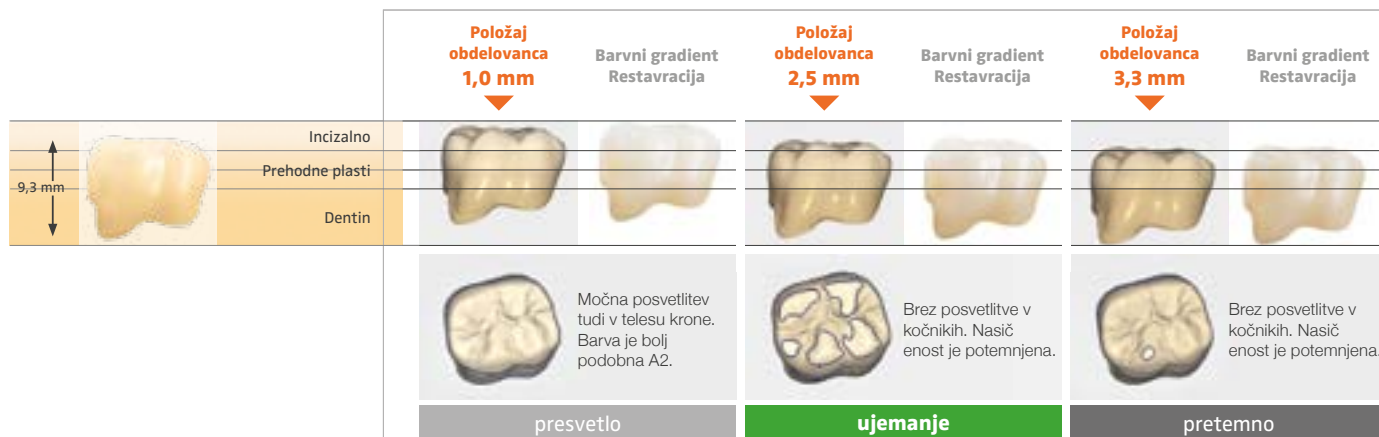 Položaj
obdelovanca
1,0 mm
Barvni gradient
Restavracija
Položaj
obdelovanca
2,5 mm
Barvni gradient
Restavracija
Položaj
obdelovanca
3,3 mm
Barvni gradient
Restavracija
9,3 mm
Incizalno
Prehodne plasti
Dentin
Močna posvetlitev
tudi v telesu krone.
Barva je bolj
podobna A2.
Brez posvetlitve v
kočnikih. Nasič
enost je potemnjena.
Brez posvetlitve v
kočnikih. Nasič
enost je potemnjena.
presvetlo
ujemanje
pretemno